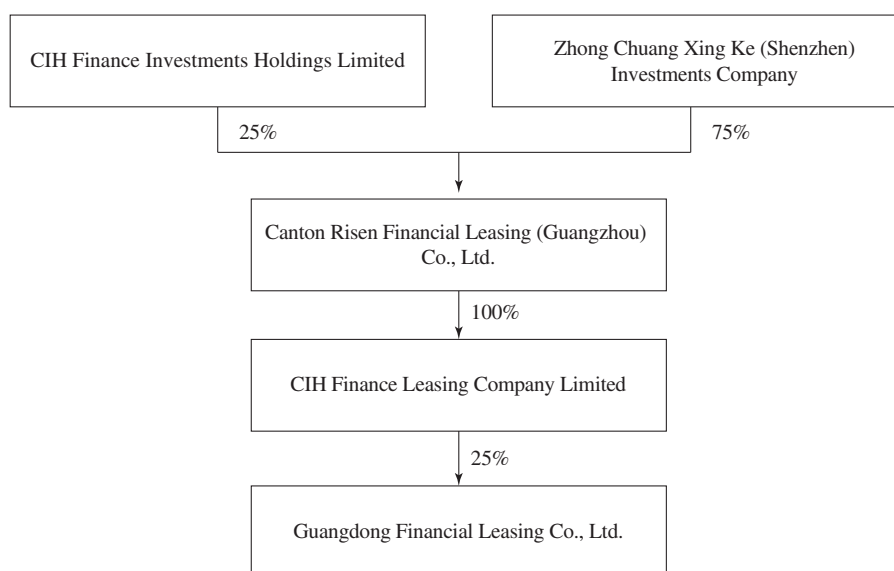 CIH Finance Investments Holdings Limited
Zhong Chuang Xing Ke (Shenzhen)
Investments Company
25%
75%
Canton Risen Financial Leasing (Guangzhou)
Co., Ltd.
100%
CIH Finance Leasing Company Limited
25%
Guangdong Financial Leasing Co., Ltd.